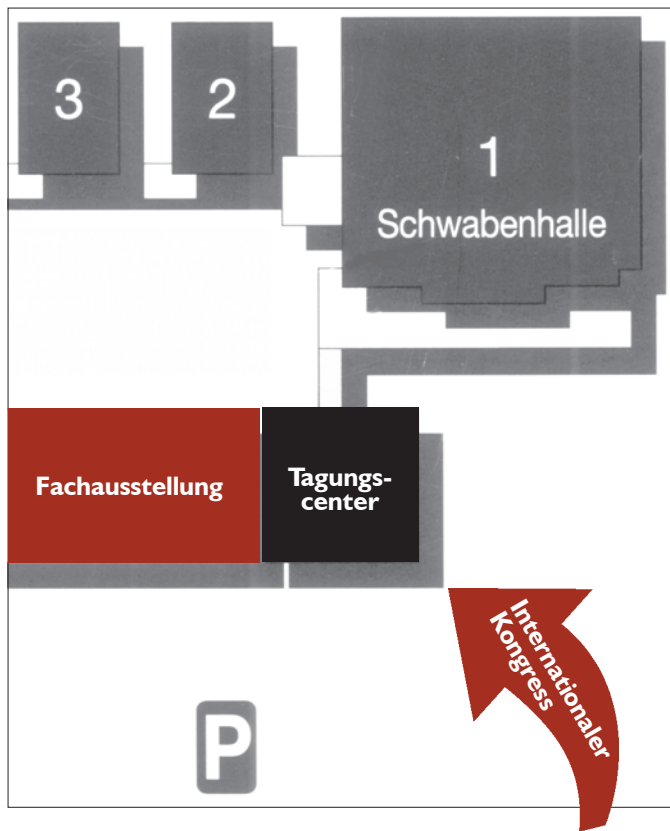 3
2
1
Schwabenhalle
Fachausstellung
Tagungs-
center
Internationaler
Kongress
P